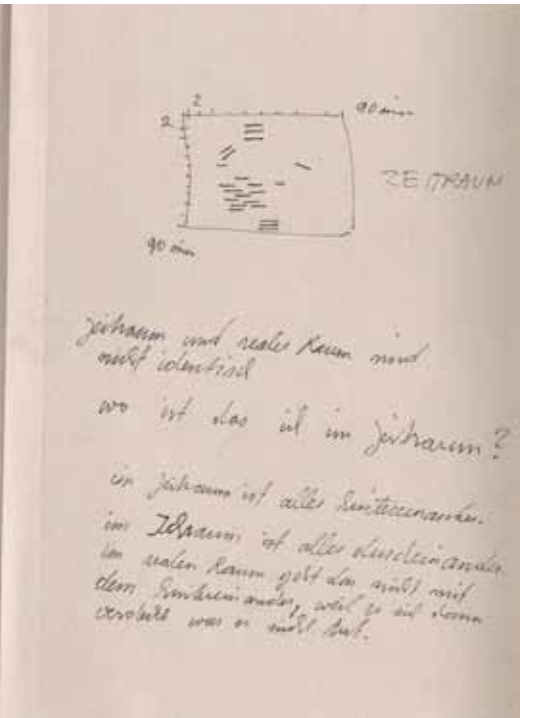 2
2
90 min
ZEITRAUM
90 min
Zeitraum und realer Raum sind
nicht identisch
wo ist das ich im Zeitraum?
im Zeitraum ist alles hintereinander.
im Ichraum ist alles durcheinander
im realen Raum geht das nicht mit
dem hintereinander, weil es sich dann
verdeckt was es nicht tut.